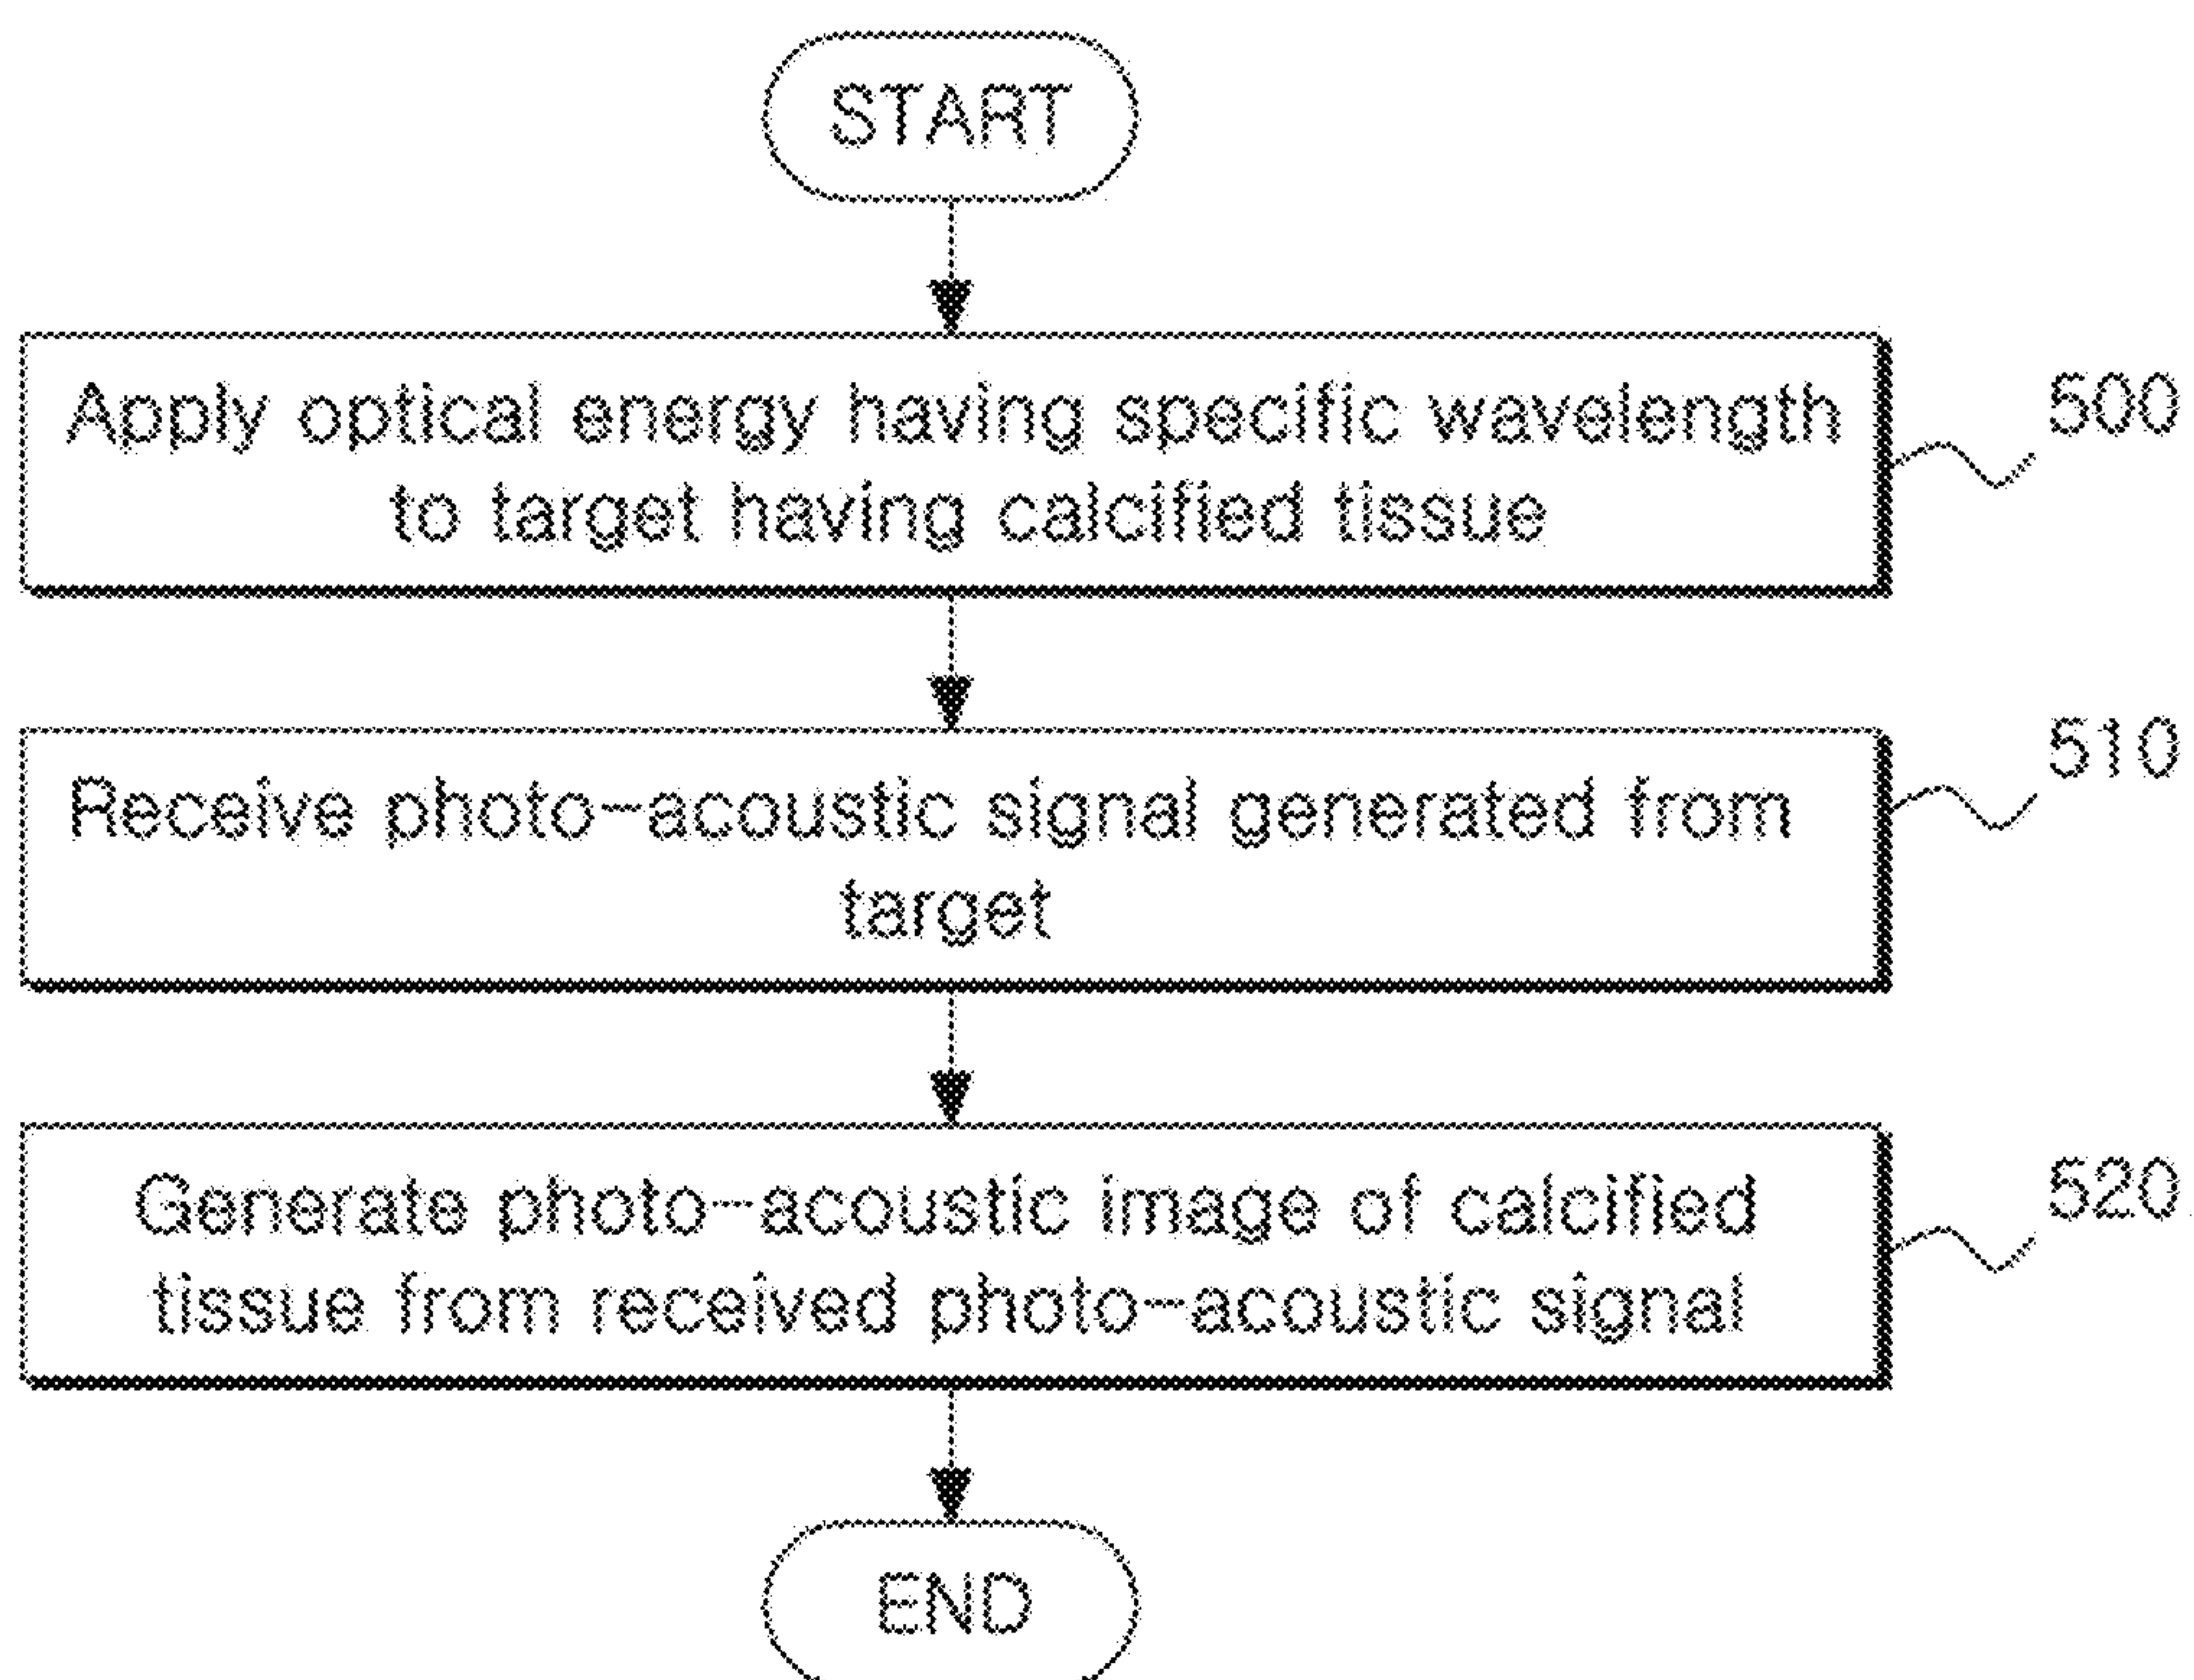 START
Apply optical energy having specific wavelength
to target having calcified tissue
500
Receive photo-acoustic signal generated from
target
510
Generate photo-acoustic image of calcified
tissue from received photo-acoustic signal
520
END